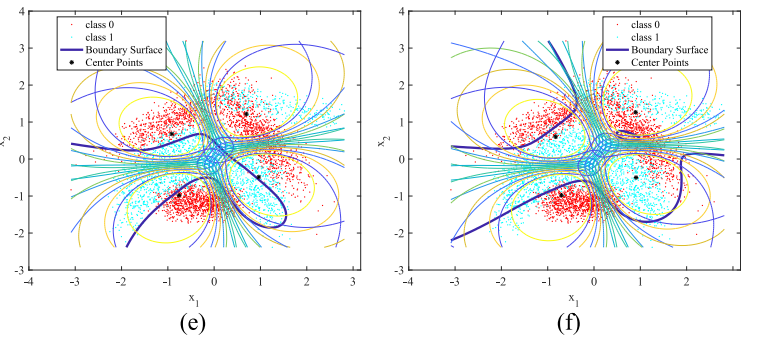 class 0
class 1
Boundary Surface
Center Points
4
3
2
1
0
-1
-2
-3
x2
-4
-3
-2
-1
0
1
2
3
x1
(e)
class 0
class 1
Boundary Surface
Center Points
4
3
2
1
0
-1
-2
-3
x2
-4
-3
-2
-1
0
1
2
3
x1
(f)